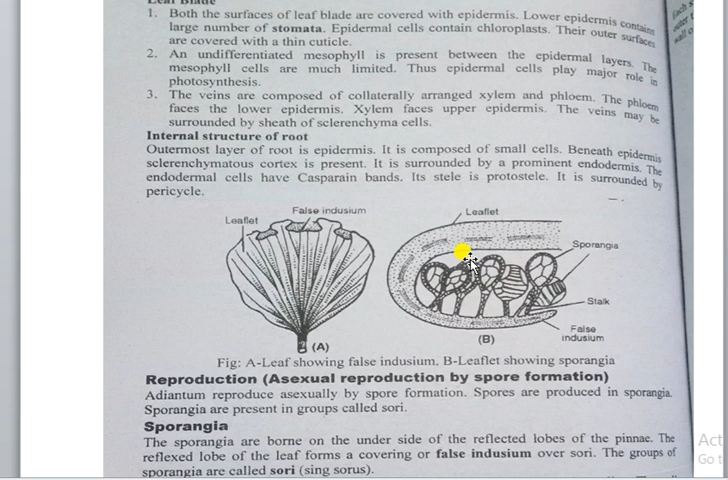 Leaf Blade
1. Both the surfaces of leaf blade are covered with epidermis. Lower epidermis contains
large number of stomata. Epidermal cells contain chloroplasts. Their outer surfaces
are covered with a thin cuticle.
2. An undifferentiated mesophyll is present between the epidermal layers. The
mesophyll cells are much limited. Thus epidermal cells play major role in
photosynthesis.
3. The veins are composed of collaterally arranged xylem and phloem. The phloem
faces the lower epidermis. Xylem faces upper epidermis. The veins may be
surrounded by sheath of sclerenchyma cells.
Internal structure of root
Outermost layer of root is epidermis. It is composed of small cells. Beneath epidermis
sclerenchymatous cortex is present. It is surrounded by a prominent endodermis. The
endodermal cells have Casparain bands. Its stele is protostele. It is surrounded by
pericycle.
Leaflet
False indusium
(A)
Leaflet
Sporangia
Stalk
False
indusium
(B)
Fig: A-Leaf showing false indusium, B-Leaflet showing sporangia
Reproduction (Asexual reproduction by spore formation)
Adiantum reproduce asexually by spore formation. Spores are produced in sporangia.
Sporangia are present in groups called sori.
Sporangia
The sporangia are borne on the under side of the reflected lobes of the pinnae. The
reflexed lobe of the leaf forms a covering or false indusium over sori. The groups of
sporangia are called sori (sing sorus).
Each
outer
Act
Go t